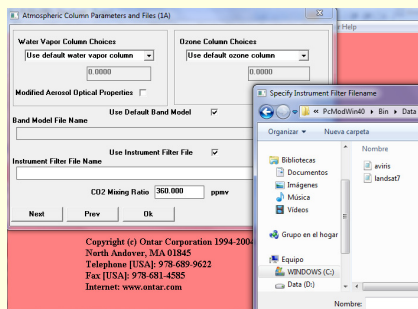 Atmospheric Column Parameters and Files (1A)
r Help
Water Vapor Column Choices
Ozone Column Choices
Use default water vapor column
Use default ozone column
0.0000
0.0000
Modified Aerosol Optical Properties
Use Default Band Model
Band Model File Name
Use Instrument Filter File
Instrument Filter File Name
CO2 Mixing Ratio 360.000 ppmv
Next Prev Ok
Copyright (c) Ontar Corporation 1994-2004
North Andover, MA 01845
Telephone [USA]: 978-689-9622
Fax [USA]: 978-681-4585
Internet: www.ontar.com
Specify Instrument Filter Filename
« PcModWin40 ▸ Bin ▸ Data
Organizar Nueva carpeta
Nombre
Bibliotecas
Documentos
Imágenes
Música
Vídeos
Grupo en el hogar
Equipo
WINDOWS (C:)
Data (D:)
aviris
landsat7
Nombre: